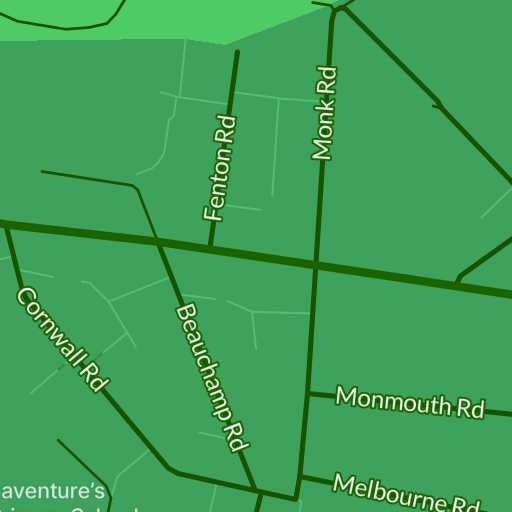 Monk Rd
Fenton Rd
Cornwall Rd
Beauchamp Rd
Monmouth Rd
Melbourne Rd
aventure's